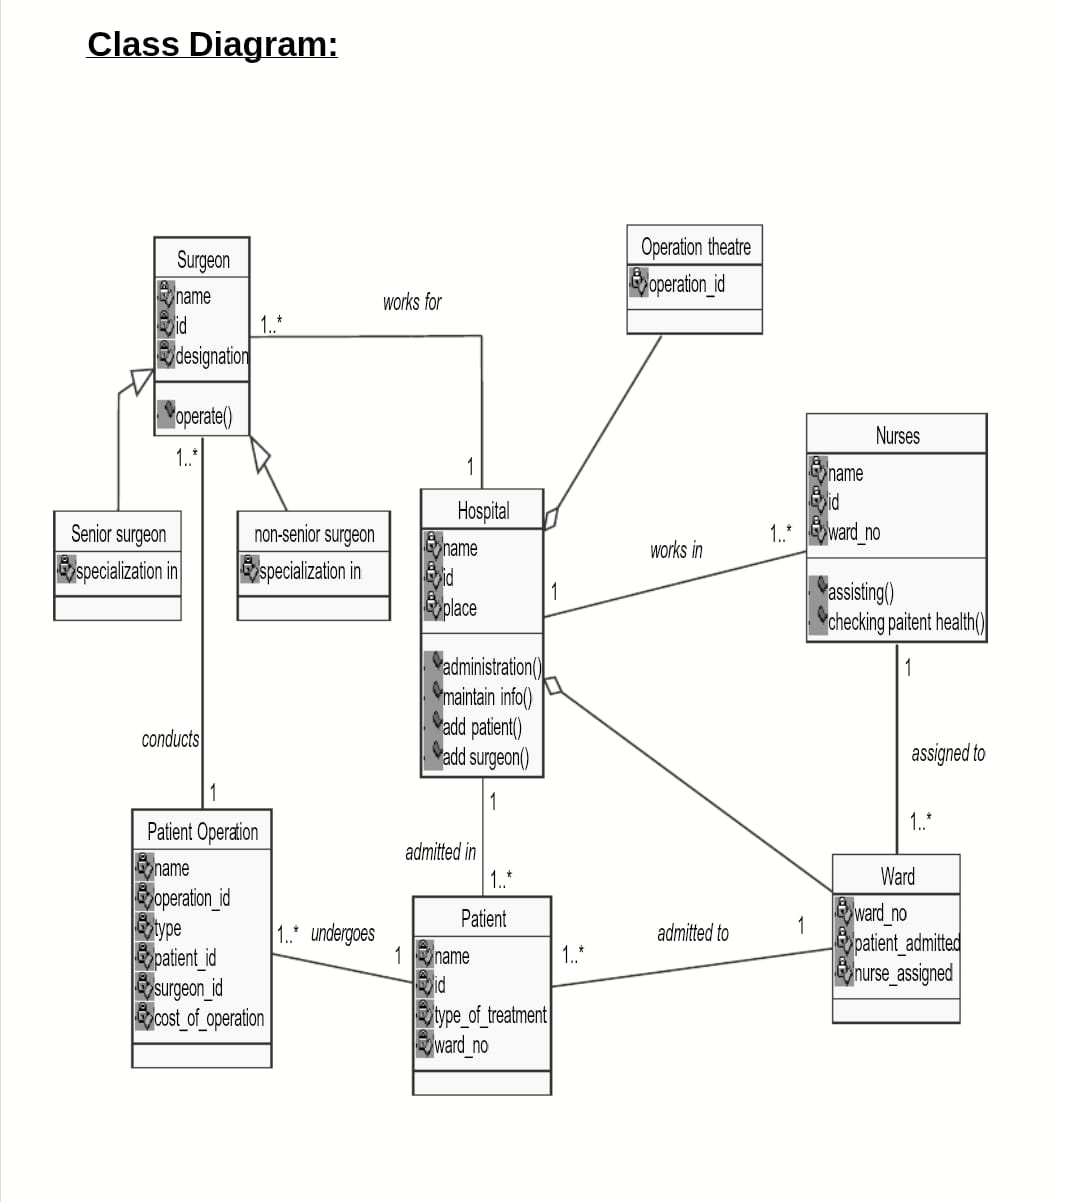 Class Diagram:
Surgeon
name
id
designation
operate()
1..*
works for
1
1..*
Operation theatre
operation_id
Senior surgeon
specialization in
non-senior surgeon
specialization in
Hospital
name
id
place
administration()
maintain info()
add patient()
add surgeon()
1
works in
1..*
Nurses
name
id
ward_no
assisting()
checking paitent health()
1
assigned to
1..*
conducts
1
1
admitted in
1..*
Patient Operation
name
operation_id
type
patient_id
surgeon_id
cost_of_operation
1..*
undergoes
1
Patient
name
id
type_of_treatment
ward_no
1..*
admitted to
1
Ward
ward_no
patient_admitted
nurse_assigned